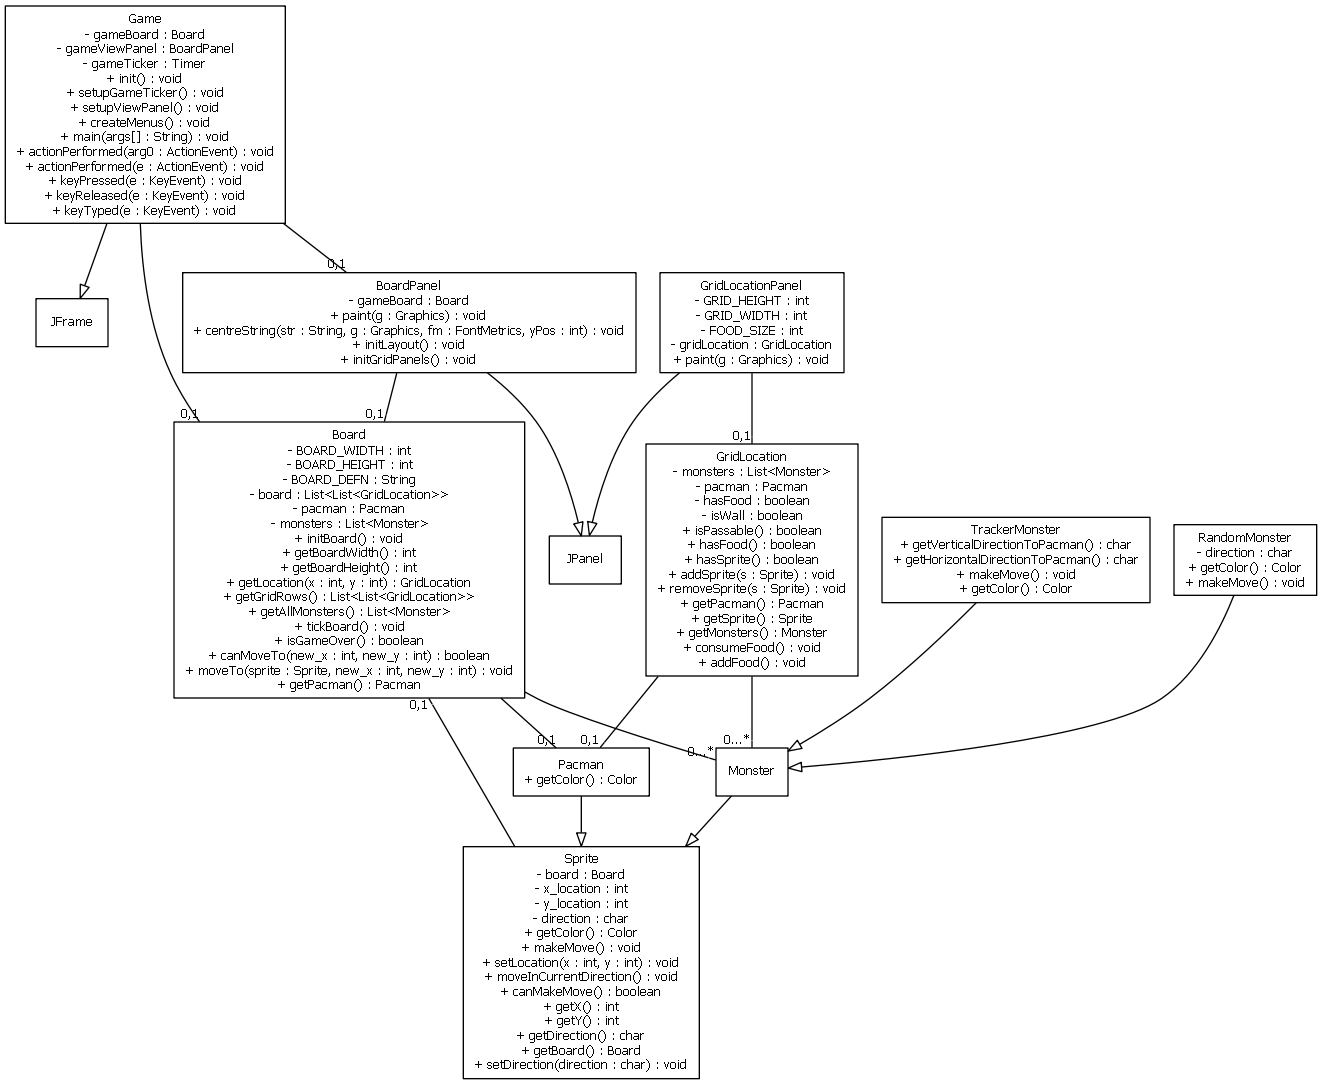 Game
- gameBoard : Board
- gameViewPanel : BoardPanel
- gameTicker : Timer
+ init() : void
+ setupGameTicker() : void
+ setupViewPanel() : void
+ createMenus() : void
+ main(args[] : String) : void
+ actionPerformed(arg0 : ActionEvent) : void
+ actionPerformed(e : ActionEvent) : void
+ keyPressed(e : KeyEvent) : void
+ keyReleased(e : KeyEvent) : void
+ keyTyped(e : KeyEvent) : void
0,1
JFrame
BoardPanel
- gameBoard : Board
+ paint(g : Graphics) : void
+ centreString(str : String, g : Graphics, fm : FontMetrics, yPos : int) : void
+ initLayout() : void
+ initGridPanels() : void
GridLocationPanel
- GRID_HEIGHT : int
- GRID_WIDTH : int
- FOOD_SIZE : int
- gridLocation : GridLocation
+ paint(g : Graphics) : void
0,1
0,1
0,1
Board
- BOARD_WIDTH : int
- BOARD_HEIGHT : int
- BOARD_DEFN : String
- board : List<List<GridLocation>>
- pacman : Pacman
- monsters : List<Monster>
+ initBoard() : void
+ getBoardWidth() : int
+ getBoardHeight() : int
+ getLocation(x : int, y : int) : GridLocation
+ getGridRows() : List<List<GridLocation>>
+ getAllMonsters() : List<Monster>
+ tickBoard() : void
+ isGameOver() : boolean
+ canMoveTo(new_x : int, new_y : int) : boolean
+ moveTo(sprite : Sprite, new_x : int, new_y : int) : void
+ getPacman() : Pacman
JPanel
GridLocation
- monsters : List<Monster>
- pacman : Pacman
- hasFood : boolean
- isWall : boolean
+ isPassable() : boolean
+ hasFood() : boolean
+ hasSprite() : boolean
+ addSprite(s : Sprite) : void
+ removeSprite(s : Sprite) : void
+ getPacman() : Pacman
+ getSprite() : Sprite
+ getMonsters() : Monster
+ consumeFood() : void
+ addFood() : void
TrackerMonster
+ getVerticalDirectionToPacman() : char
+ getHorizontalDirectionToPacman() : char
+ makeMove() : void
+ getColor() : Color
RandomMonster
- direction : char
+ getColor() : Color
+ makeMove() : void
0,1
0,1
0,1
0...*
0...*
Pacman
+ getColor() : Color
Monster
Sprite
- board : Board
- x_location : int
- y_location : int
- direction : char
+ getColor() : Color
+ makeMove() : void
+ setLocation(x : int, y : int) : void
+ moveInCurrentDirection() : void
+ canMakeMove() : boolean
+ getX() : int
+ getY() : int
+ getDirection() : char
+ getBoard() : Board
+ setDirection(direction : char) : void